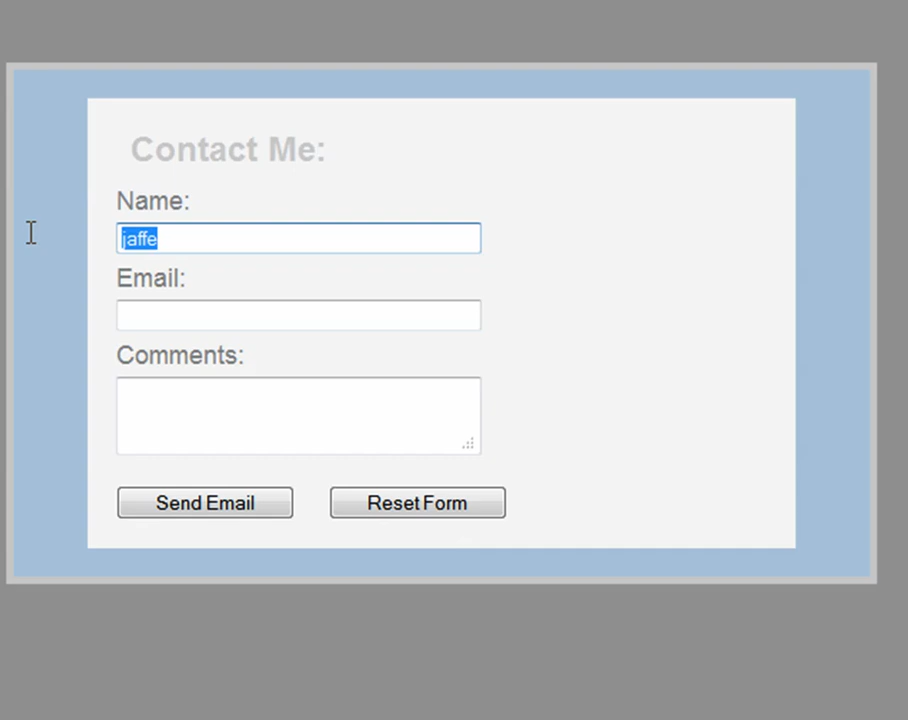 Contact Me:
Name:
jaffe
Email:
Comments:
Send Email
Reset Form